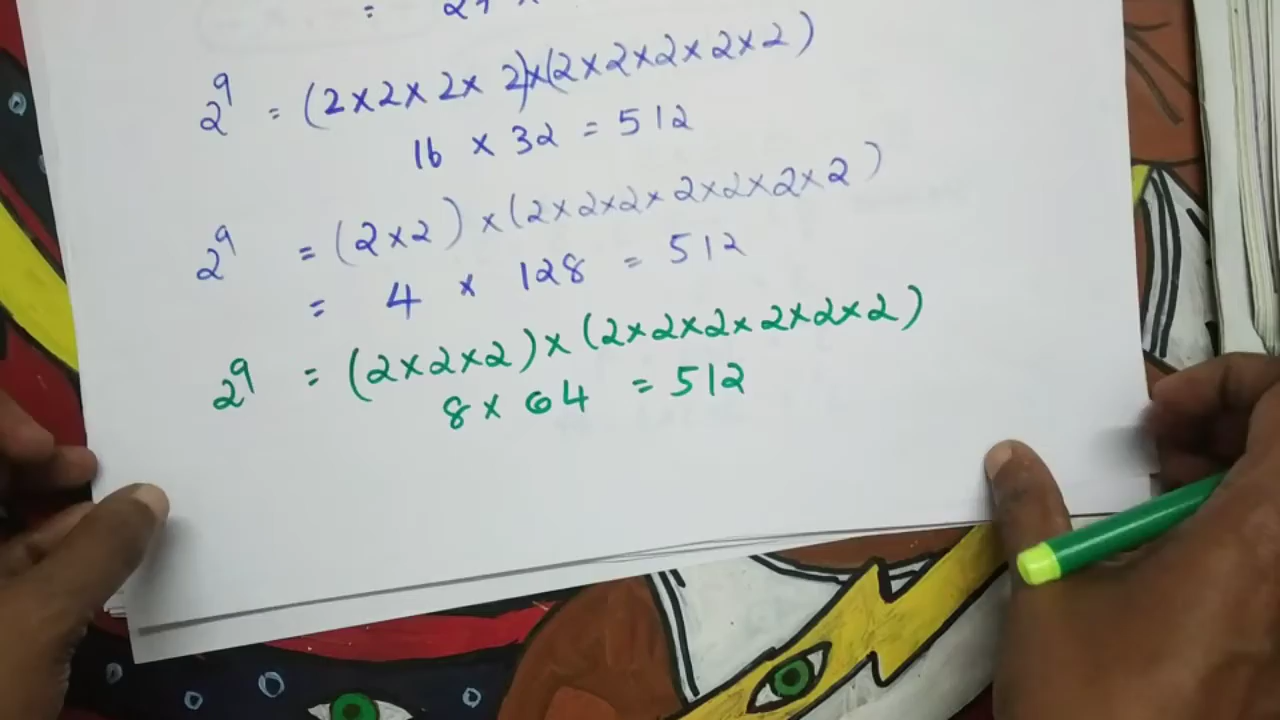 2⁹ = (2×2×2×2)×(2×2×2×2×2)
16 × 32 = 512
2⁹ = (2×2)×(2×2×2×2×2×2×2)
= 4 × 128 = 512
2⁹ = (2×2×2)×(2×2×2×2×2×2)
8× 64 = 512